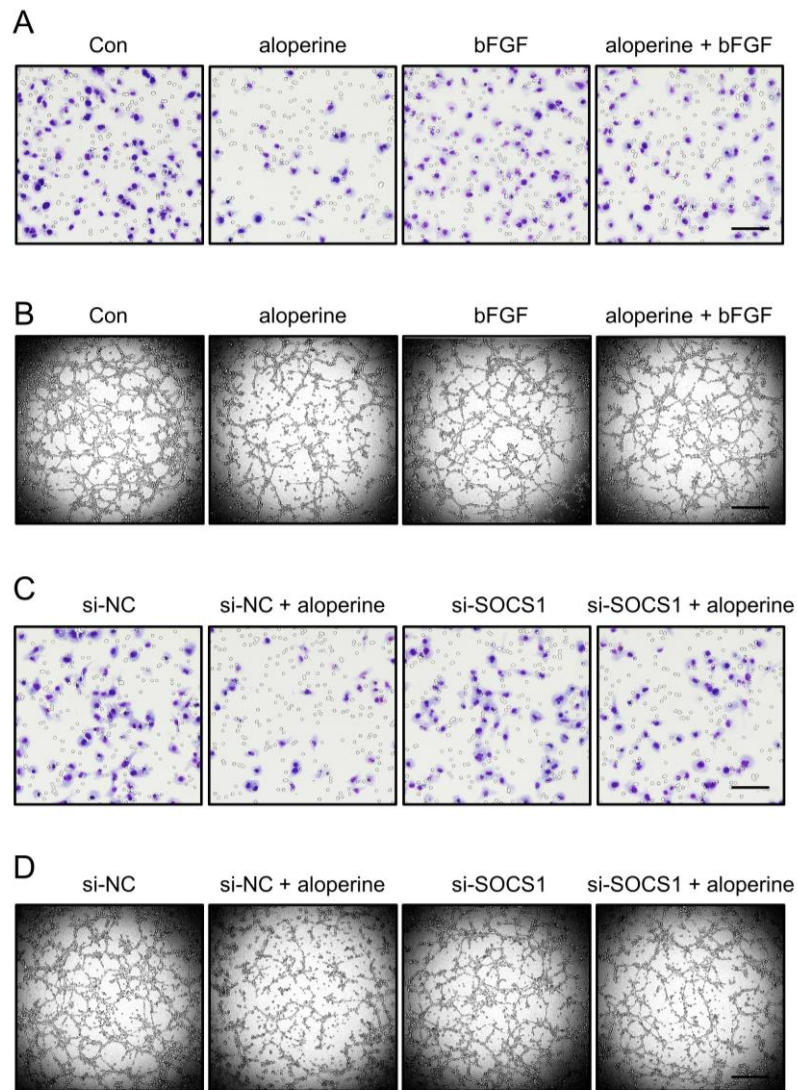 A
Con aloperine bFGF aloperine + bFGF
B
Con aloperine bFGF aloperine + bFGF
C
si-NC si-NC + aloperine si-SOCS1 si-SOCS1 + aloperine
D
si-NC si-NC + aloperine si-SOCS1 si-SOCS1 + aloperine